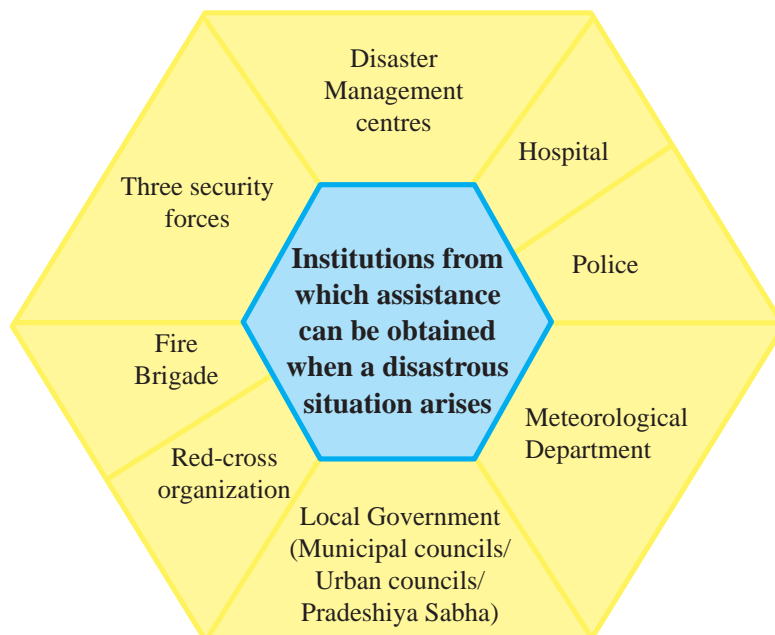 Disaster
Management
centres
Hospital
Three security
forces
Police
Institutions from
which assistance
can be obtained
when a disastrous
situation arises
Fire
Brigade
Meteorological
Department
Red-cross
organization
Local Government
(Municipal councils/
Urban councils/
Pradeshiya Sabha)